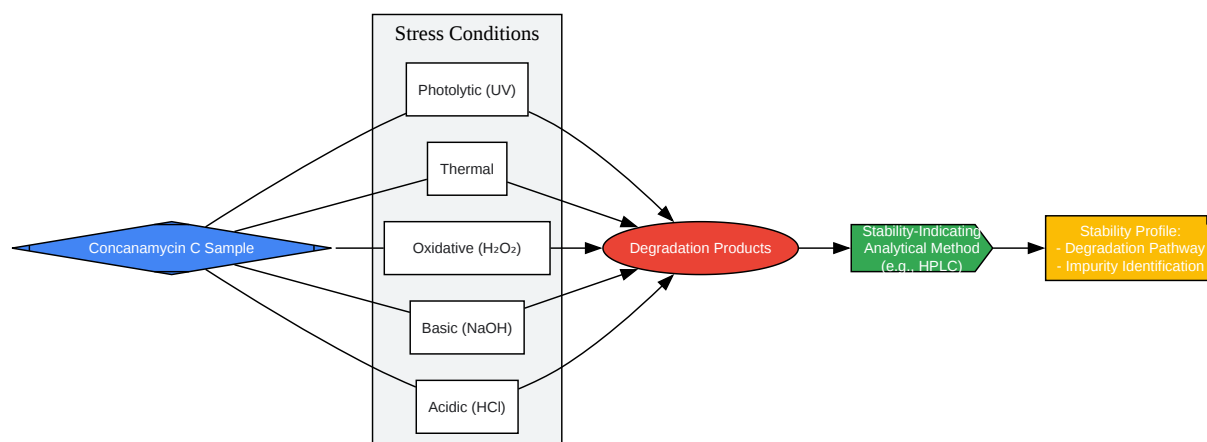 Stress Conditions
Photolytic (UV)
Thermal
Concanamycin C Sample
Oxidative (H₂O₂)
Basic (NaOH)
Acidic (HCl)
Degradation Products
Stability-Indicating
Analytical Method
(e.g., HPLC)
Stability Profile:
- Degradation Pathway
- Impurity Identification